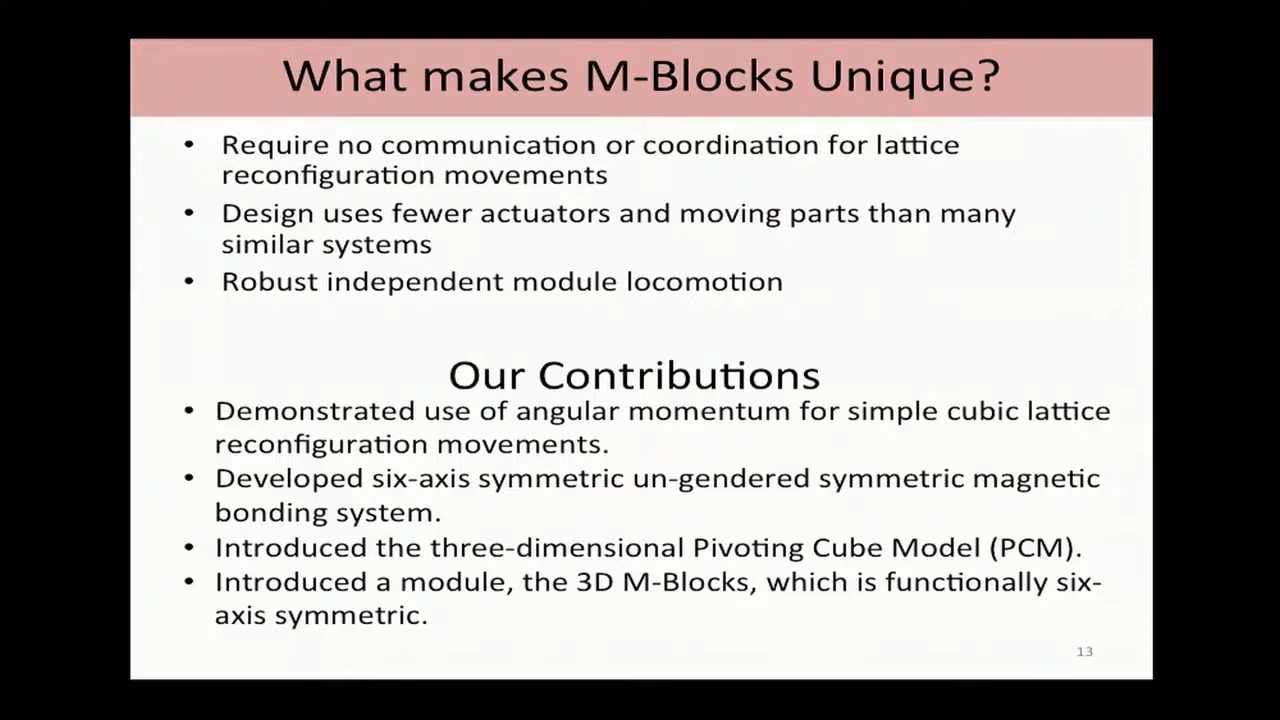 What makes M-Blocks Unique?
• Require no communication or coordination for lattice
reconfiguration movements
• Design uses fewer actuators and moving parts than many
similar systems
• Robust independent module locomotion
Our Contributions
• Demonstrated use of angular momentum for simple cubic lattice
reconfiguration movements.
• Developed six-axis symmetric un-gendered symmetric magnetic
bonding system.
• Introduced the three-dimensional Pivoting Cube Model (PCM).
• Introduced a module, the 3D M-Blocks, which is functionally six-
axis symmetric.
13